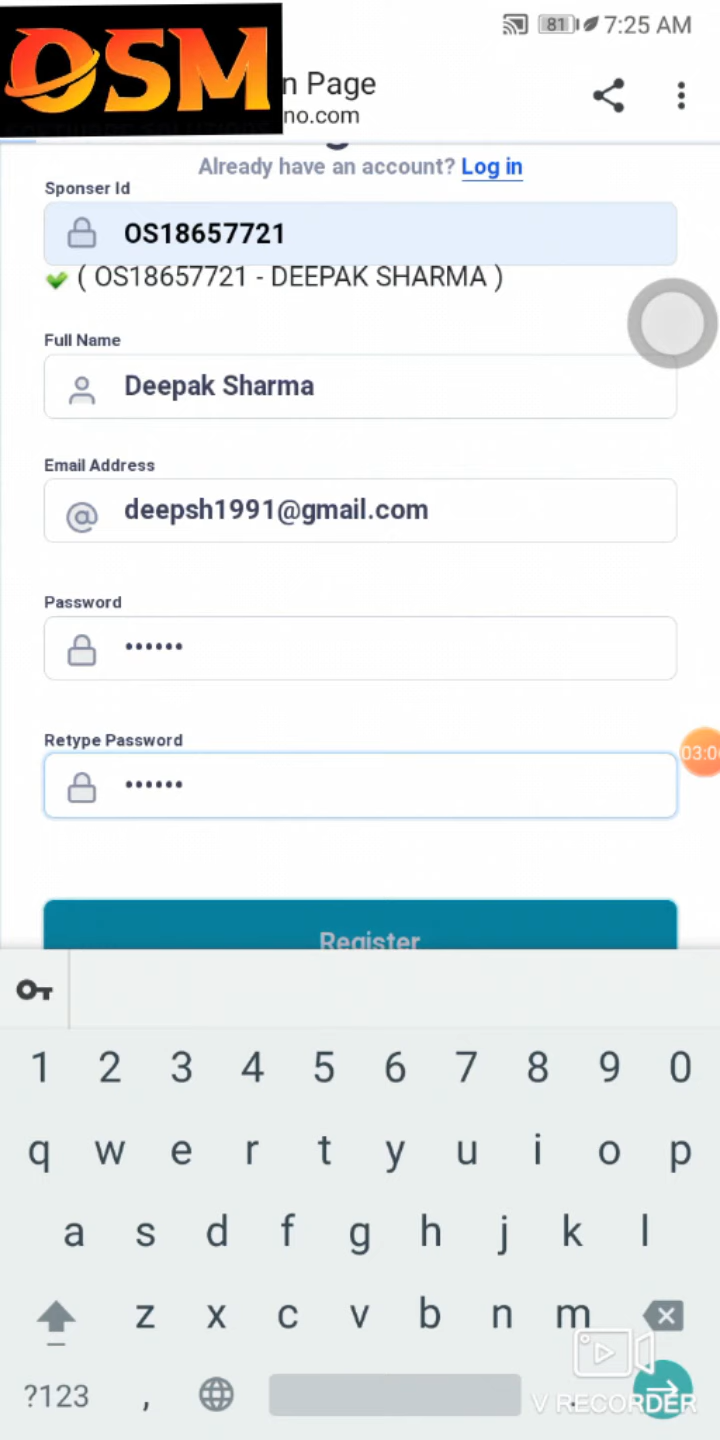 OSM
81 7:25 AM
n Page
no.com
Already have an account? Log in
Sponser Id
OS18657721
( OS18657721 - DEEPAK SHARMA )
Full Name
Deepak Sharma
Email Address
deepsh1991@gmail.com
Password
••••••
Retype Password
••••••
03:0
Register
1 2 3 4 5 6 7 8 9 0
q w e r t y u i o p
a s d f g h j k l
z x c v b n m
?123 , .
V RECORDER